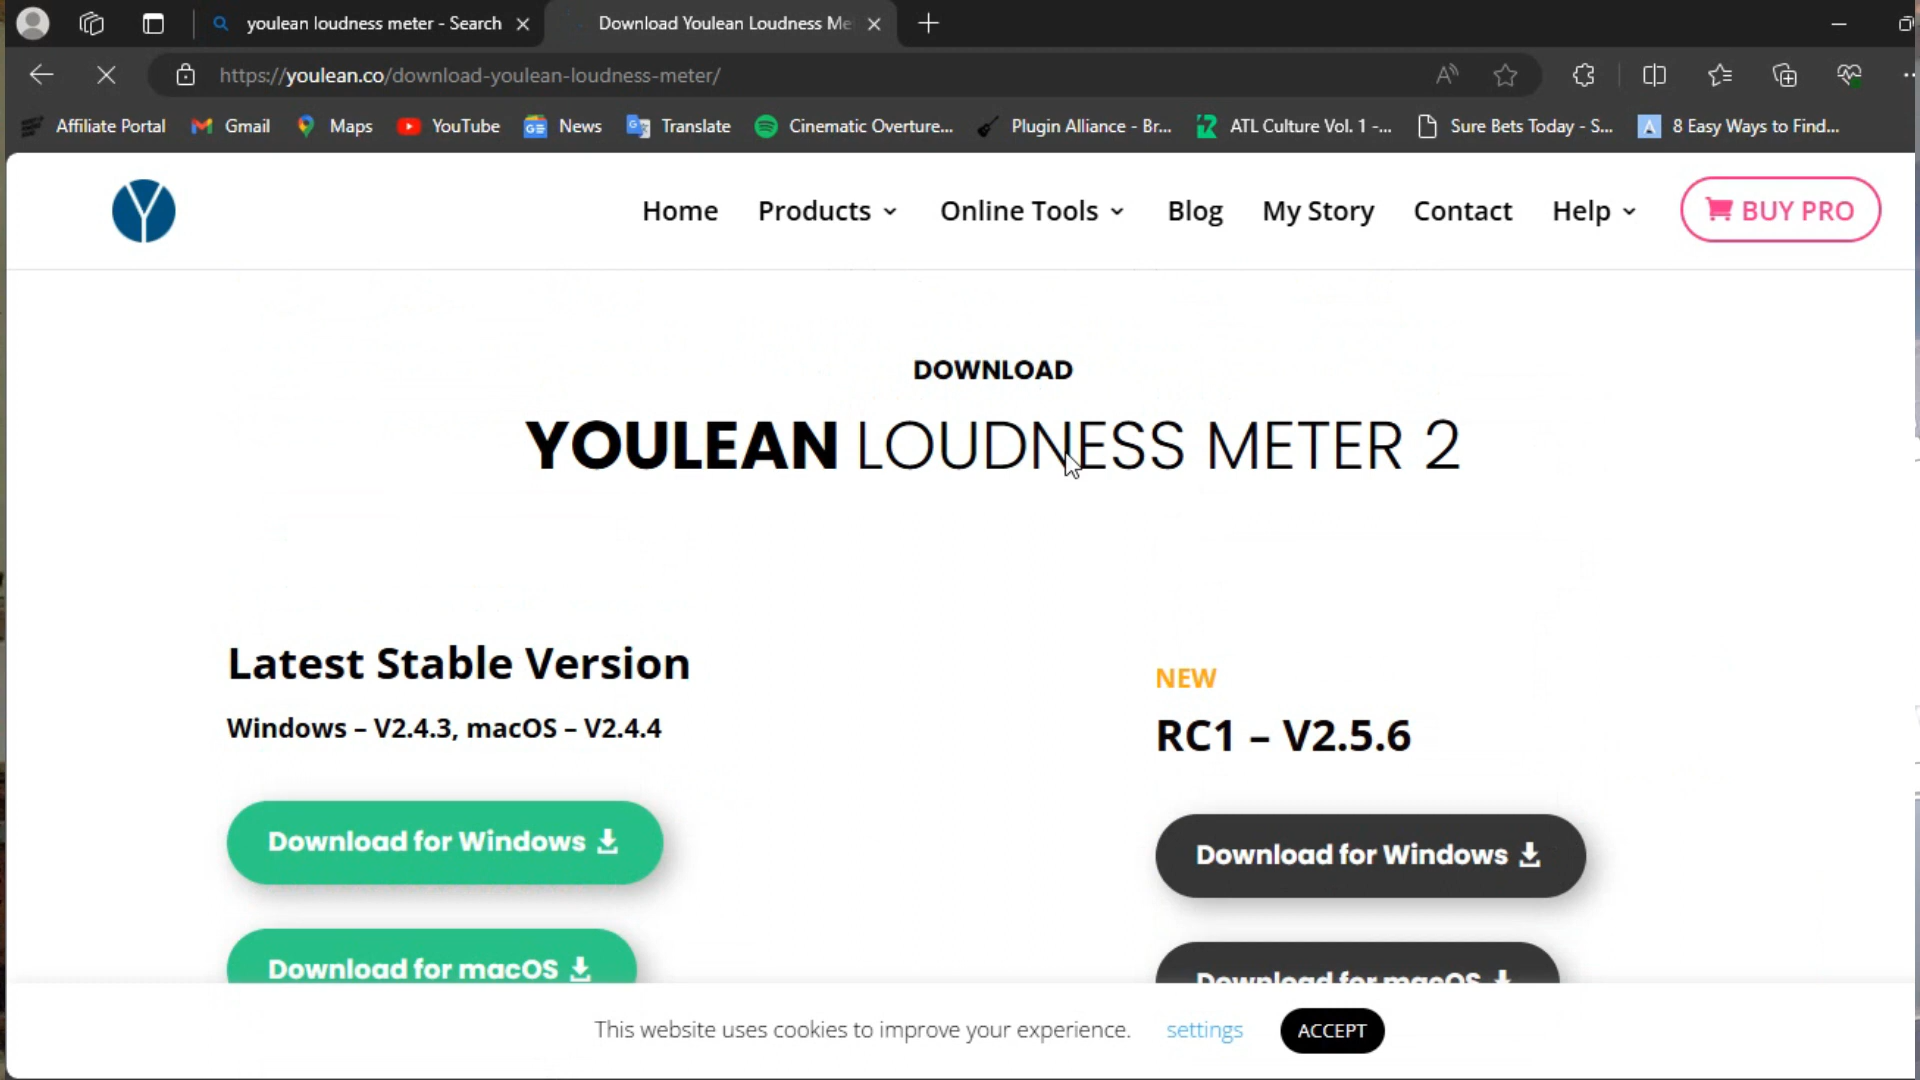 youlean loudness meter - Search
Download Youlean Loudness Me
https://youlean.co/download-youlean-loudness-meter/
Affiliate Portal
Gmail
Maps
YouTube
News
Translate
Cinematic Overture...
Plugin Alliance - Br...
ATL Culture Vol. 1 -...
Sure Bets Today - S...
8 Easy Ways to Find...
Y
Home
Products
Online Tools
Blog
My Story
Contact
Help
BUY PRO
DOWNLOAD
YOULEAN LOUDNESS METER 2
Latest Stable Version
Windows – V2.4.3, macOS – V2.4.4
Download for Windows
Download for macOS
NEW
RC1 – V2.5.6
Download for Windows
Download for macOS
This website uses cookies to improve your experience. settings ACCEPT